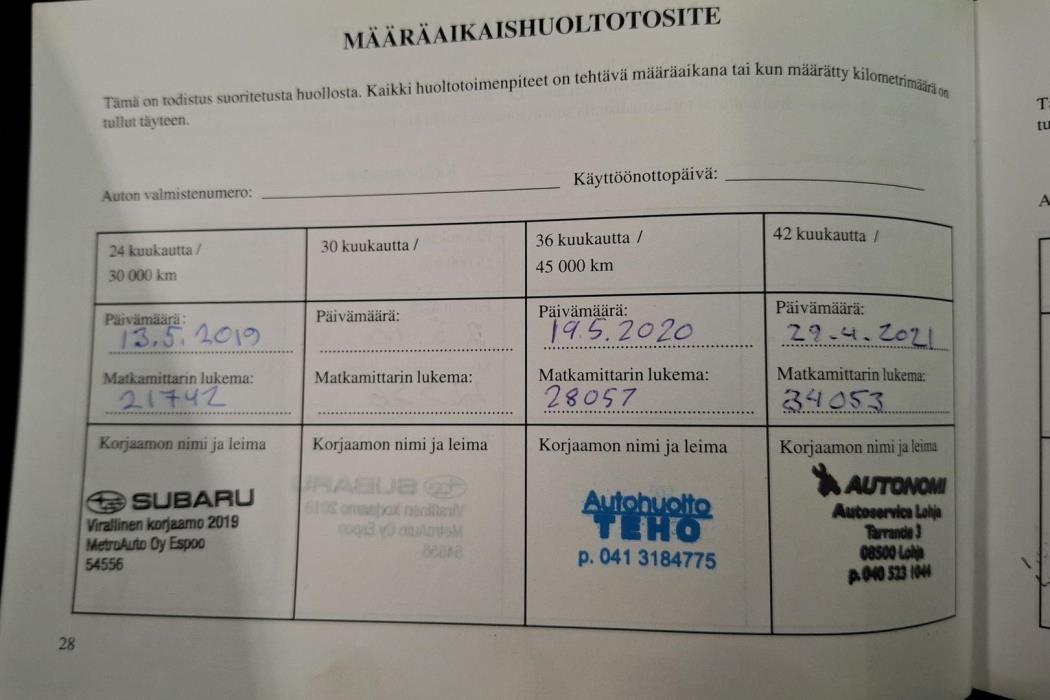 MÄÄRÄAIKAISHUOLTOTOSITE
Tämä on todistus suoritetusta huollosta. Kaikki huoltotoimenpiteet on tehtävä määräaikana tai kun määrätty kilometrimäärä on
tullut täyteen.
Auton valmistenumero:
Käyttöönottopäivä:
24 kuukautta /
30 000 km
30 kuukautta /
36 kuukautta /
45 000 km
42 kuukautta /
Päivämäärä:
13.5.2019
Päivämäärä:
Päivämäärä:
19.5.2020
Päivämäärä:
29.4.2021
Matkamittarin lukema:
21742
Matkamittarin lukema:
Matkamittarin lukema:
28057
Matkamittarin lukema:
34053
Korjaamon nimi ja leima
SUBARU
Virallinen korjaamo 2019
MetroAuto Oy Espoo
54556
Korjaamon nimi ja leima
Korjaamon nimi ja leima
Autohuolto
TEHO
p. 041 3184775
Korjaamon nimi ja leima
AUTONOMI
Autoservice Lohja
Tarrantie 3
08500 Lohja
p.040 523 1044
28